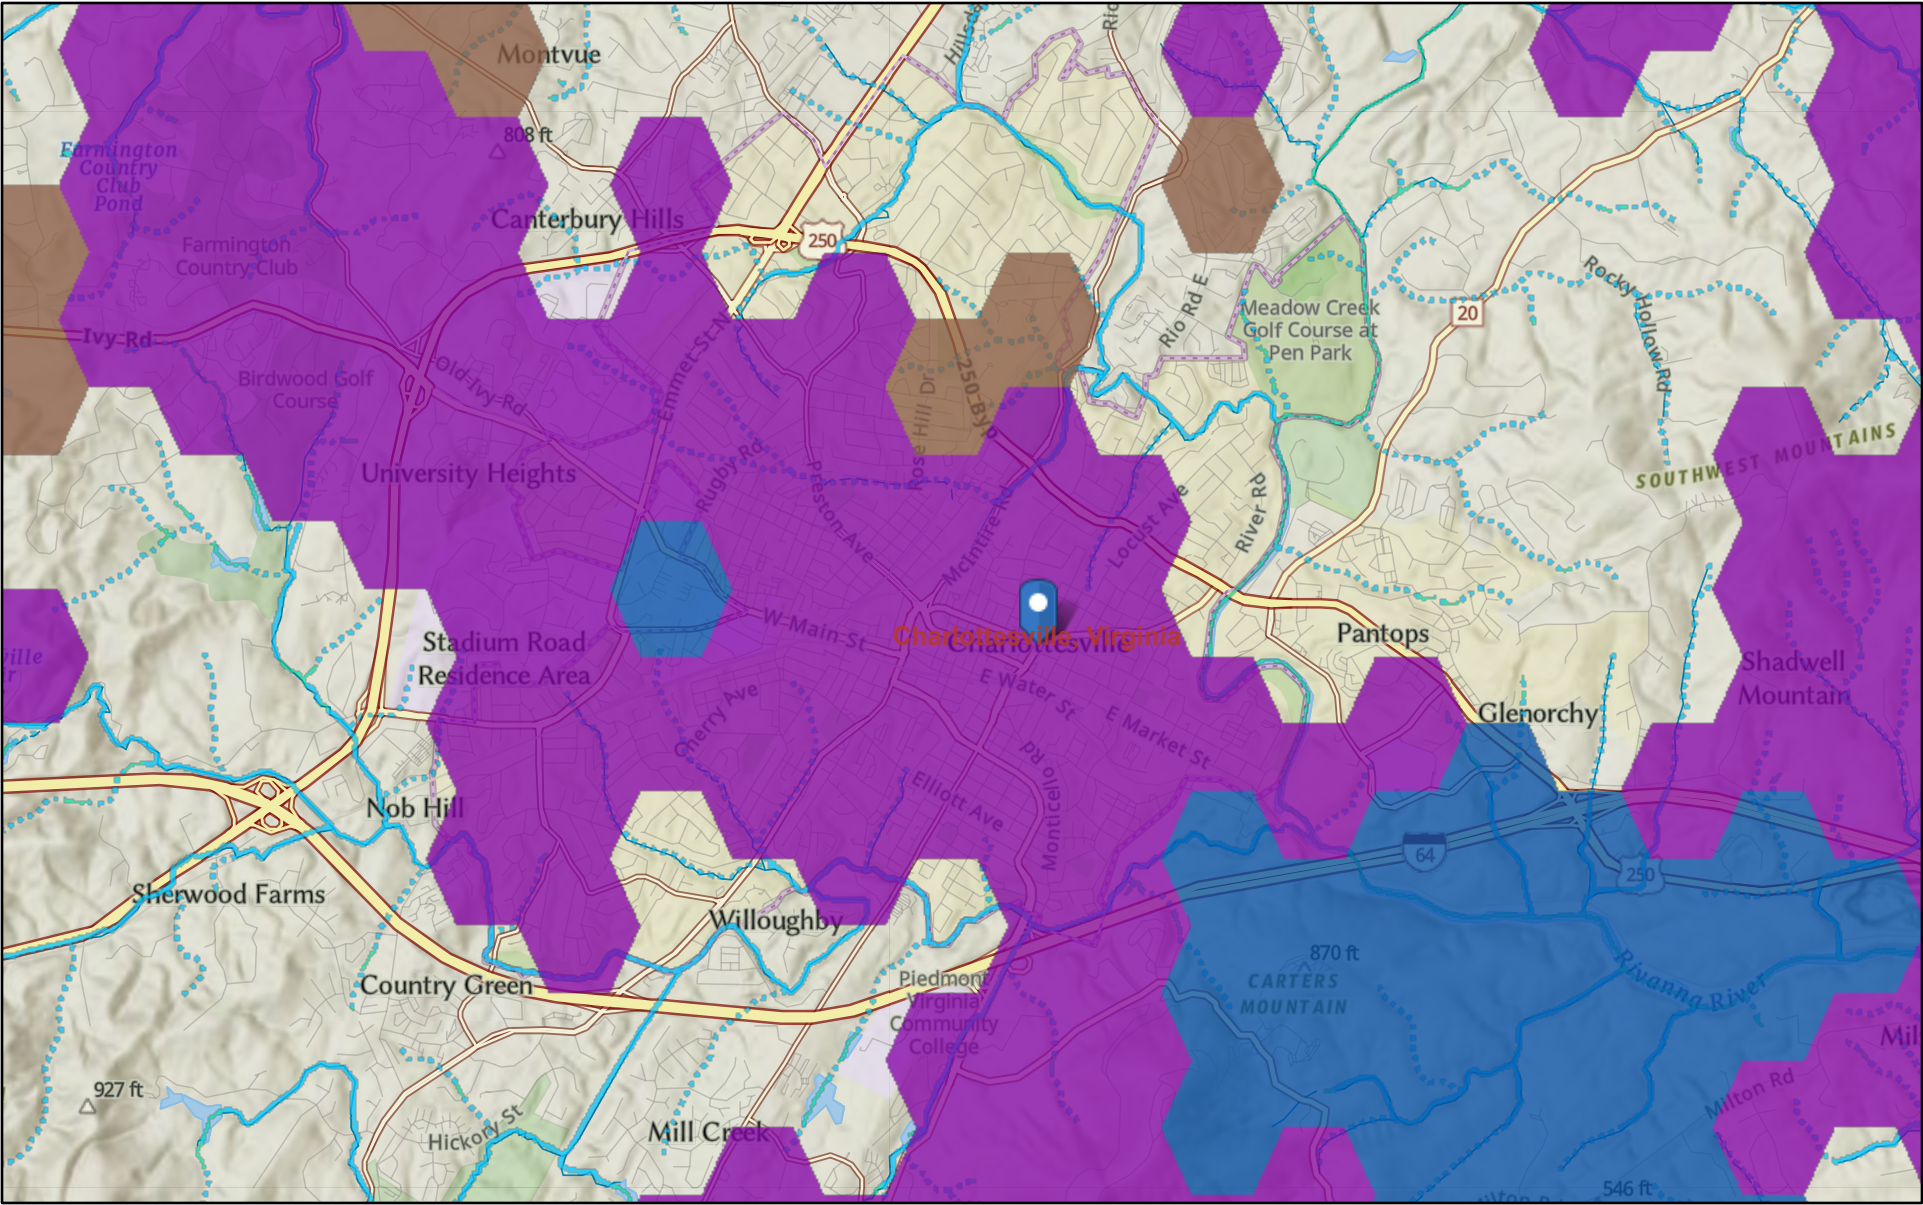 Montvue
Hillsda
Ric
808 ft
Farmington
Country
Club
Pond
Canterbury Hills
250
Farmington
Country Club
Rocky Hollow Rd
Meadow Creek
Golf Course at
Pen Park
Rio Rd E
20
Ivy Rd
Old Ivy Rd
Emmet St N
Birdwood Golf
Course
250 Byp
Rose Hill Dr
SOUTHWEST MOUNTAINS
University Heights
Rugby Rd
Preston Ave
McIntire Rd
Locust Ave
River Rd
W Main St
Charlottesville, Virginia
Charlottesville
Pantops
Stadium Road
Residence Area
ville
ir
E Water St
Shadwell
Mountain
Cherry Ave
E Market St
Glenorchy
Monticello Rd
Elliott Ave
Nob Hill
64
250
Sherwood Farms
Willoughby
870 ft
CARTERS
MOUNTAIN
Rivanna River
Country Green
Piedmont
Virginia
Community
College
Mil
927 ft
Milton Rd
Hickory St
Mill Creek
546 ft